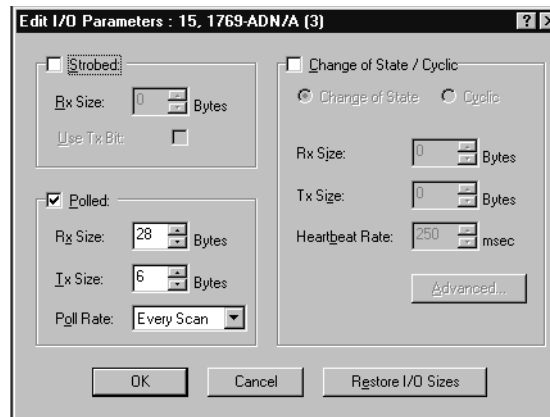 Edit I/O Parameters : 15, 1769-ADN/A (3)
Strobed:
Rx Size: 0 Bytes
Use Tx Bit:
Polled:
Rx Size: 28 Bytes
Tx Size: 6 Bytes
Poll Rate: Every Scan
Change of State / Cyclic
Change of State Cyclic
Rx Size: 0 Bytes
Tx Size: 0 Bytes
Heartbeat Rate: 250 msec
Advanced...
OK Cancel Restore I/O Sizes